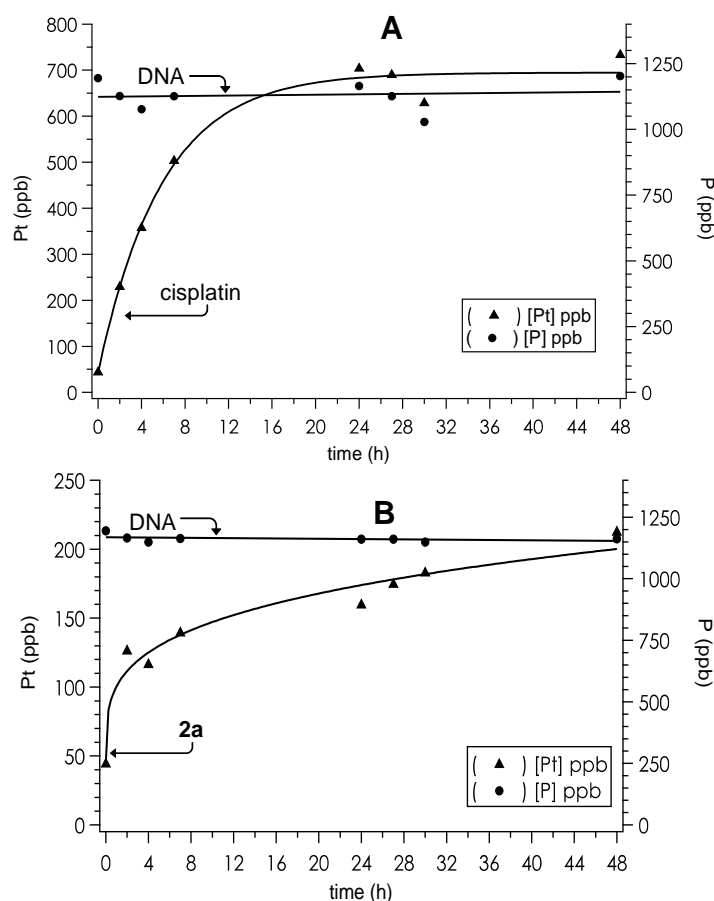 A
800
700
600
500
400
300
200
100
0
Pt (ppb)
1250
1000
750
500
250
0
P (ppb)
DNA
cisplatin
( ▲ ) [Pt] ppb
( ● ) [P] ppb
0 4 8 12 16 20 24 28 32 36 40 44 48
time (h)
B
250
200
150
100
50
0
Pt (ppb)
1250
1000
750
500
250
0
P (ppb)
DNA
2a
( ▲ ) [Pt] ppb
( ● ) [P] ppb
0 4 8 12 16 20 24 28 32 36 40 44 48
time (h)